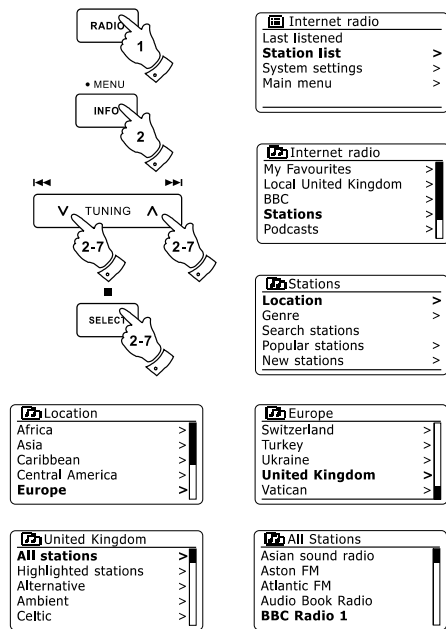 RADIO
1
• MENU
INFO
2
TUNING
2-7
2-7
SELECT
2-7
Internet radio
Last listened
Station list >
System settings >
Main menu >
Internet radio
My Favourites >
Local United Kingdom >
BBC >
Stations >
Podcasts >
Stations
Location >
Genre >
Search stations
Popular stations >
New stations >
Location
Africa >
Asia >
Caribbean >
Central America >
Europe >
Europe
Switzerland >
Turkey >
Ukraine >
United Kingdom >
Vatican >
United Kingdom
All stations >
Highlighted stations >
Alternative >
Ambient >
Celtic >
All Stations
Asian sound radio
Aston FM
Atlantic FM
Audio Book Radio
BBC Radio 1